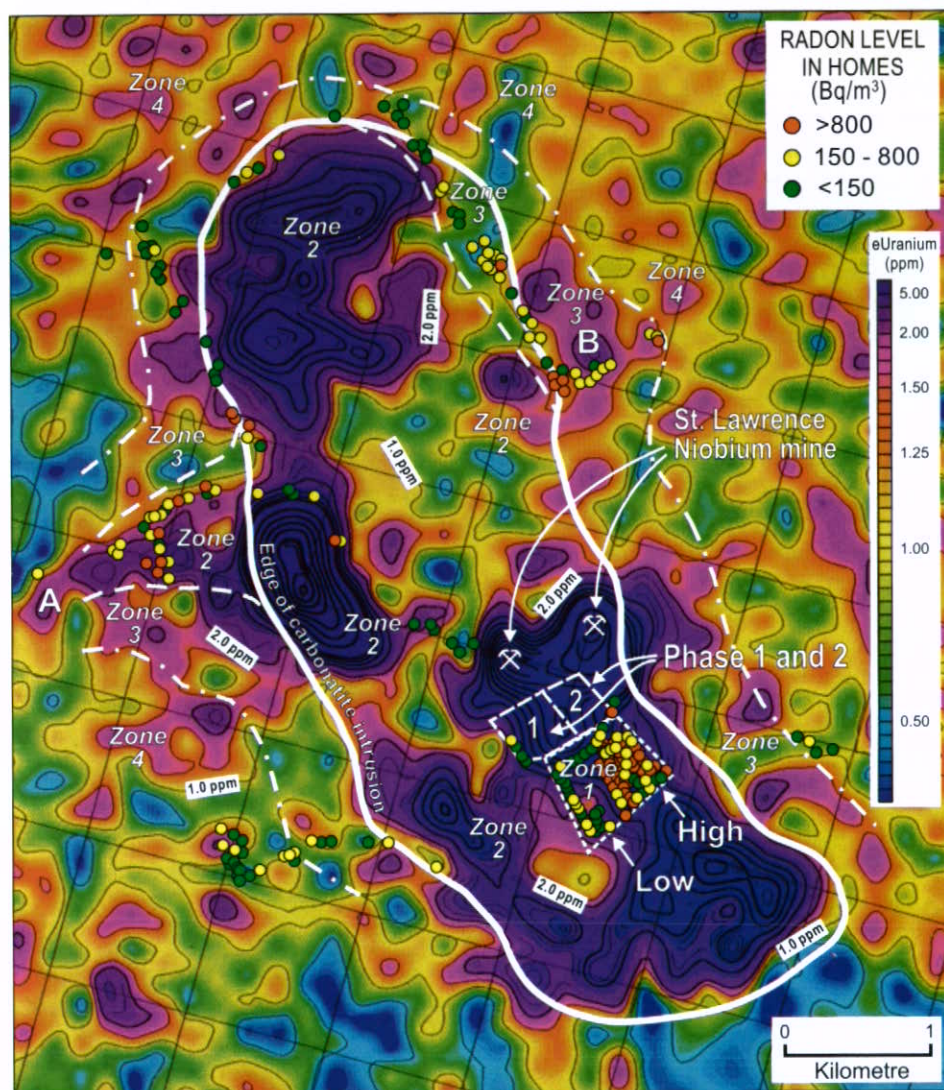 RADON LEVEL
IN HOMES
(Bq/m³)
>800
150 - 800
<150
eUranium
(ppm)
5.00
2.00
1.50
1.25
1.00
0.50
Zone
4
Zone
4
Zone
2
Zone
3
Zone
3
B
Zone
4
2.0 ppm
Zone
2
St. Lawrence
Niobium mine
1.0 ppm
Zone
3
Zone
2
A
Zone
3
2.0 ppm
Edge of carbonatite intrusion
Zone
2
2.0 ppm
Phase 1 and 2
1
2
Zone
4
1.0 ppm
Zone
1
Zone
3
High
Low
Zone
2
2.0 ppm
1.0 ppm
0 1
Kilometre